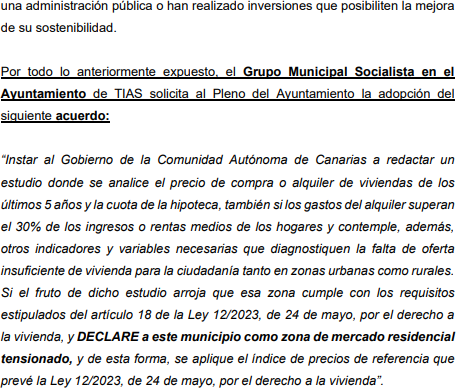 una administración pública o han realizado inversiones que posibiliten la mejora
de su sostenibilidad.
Por todo lo anteriormente expuesto, el Grupo Municipal Socialista en el
Ayuntamiento de TIAS solicita al Pleno del Ayuntamiento la adopción del
siguiente acuerdo:
“Instar al Gobierno de la Comunidad Autónoma de Canarias a redactar un
estudio donde se analice el precio de compra o alquiler de viviendas de los
últimos 5 años y la cuota de la hipoteca, también si los gastos del alquiler superan
el 30% de los ingresos o rentas medios de los hogares y contemple, además,
otros indicadores y variables necesarias que diagnostiquen la falta de oferta
insuficiente de vivienda para la ciudadanía tanto en zonas urbanas como rurales.
Si el fruto de dicho estudio arroja que esa zona cumple con los requisitos
estipulados del artículo 18 de la Ley 12/2023, de 24 de mayo, por el derecho a
la vivienda, y DECLARE a este municipio como zona de mercado residencial
tensionado, y de esta forma, se aplique el índice de precios de referencia que
prevé la Ley 12/2023, de 24 de mayo, por el derecho a la vivienda”.